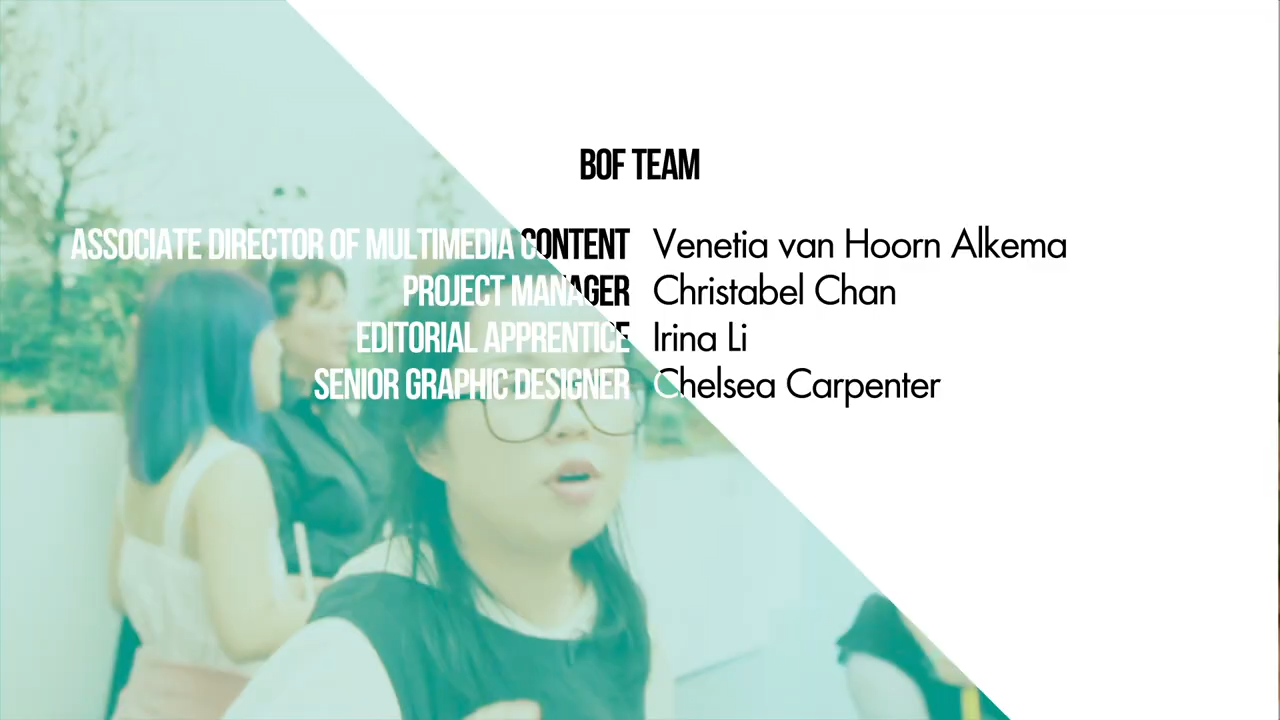 BOF TEAM
ASSOCIATE DIRECTOR OF MULTIMEDIA CONTENT Venetia van Hoorn Alkema
PROJECT MANAGER Christabel Chan
EDITORIAL APPRENTICE Irina Li
SENIOR GRAPHIC DESIGNER Chelsea Carpenter